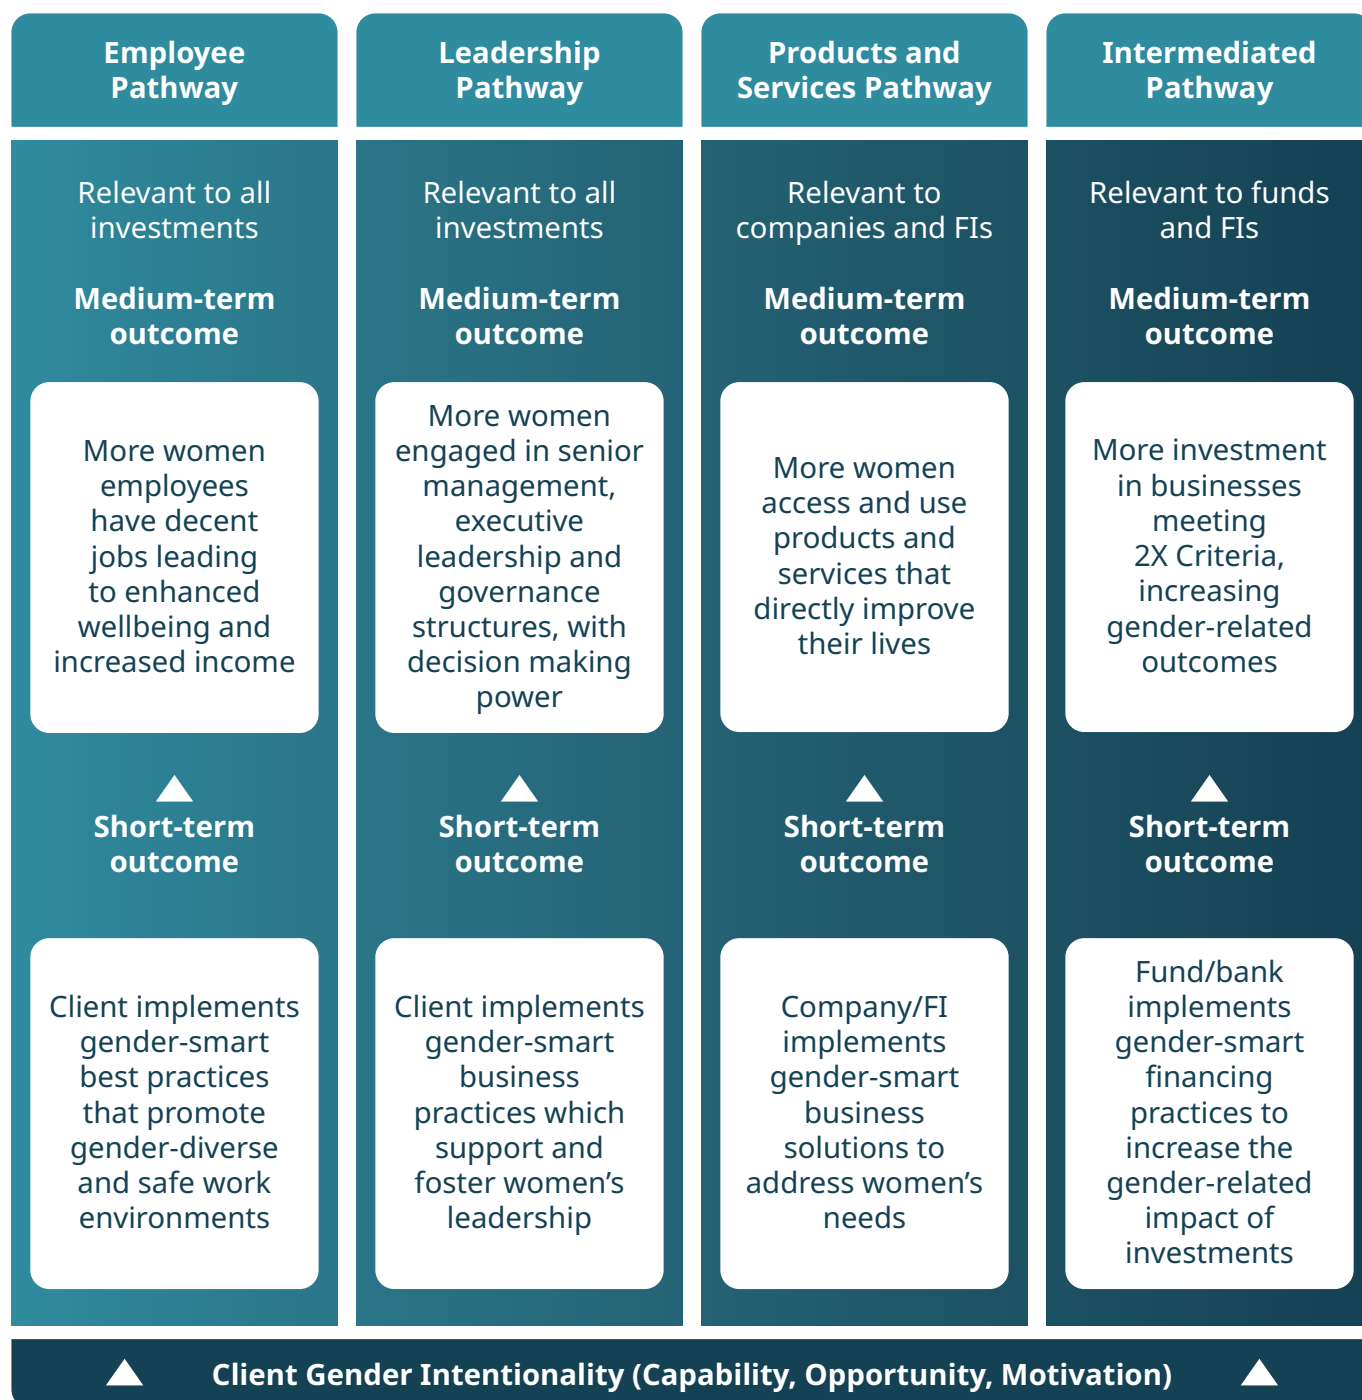 Employee
Pathway
Relevant to all
investments
Medium-term
outcome
More women
employees
have decent
jobs leading
to enhanced
wellbeing and
increased income
Short-term
outcome
Client implements
gender-smart
best practices
that promote
gender-diverse
and safe work
environments
Leadership
Pathway
Relevant to all
investments
Medium-term
outcome
More women
engaged in senior
management,
executive
leadership and
governance
structures, with
decision making
power
Short-term
outcome
Client implements
gender-smart
business
practices which
support and
foster women’s
leadership
Products and
Services Pathway
Relevant to
companies and FIs
Medium-term
outcome
More women
access and use
products and
services that
directly improve
their lives
Short-term
outcome
Company/FI
implements
gender-smart
business
solutions to
address women’s
needs
Intermediated
Pathway
Relevant to funds
and FIs
Medium-term
outcome
More investment
in businesses
meeting
2X Criteria,
increasing
gender-related
outcomes
Short-term
outcome
Fund/bank
implements
gender-smart
financing
practices to
increase the
gender-related
impact of
investments
Client Gender Intentionality (Capability, Opportunity, Motivation)